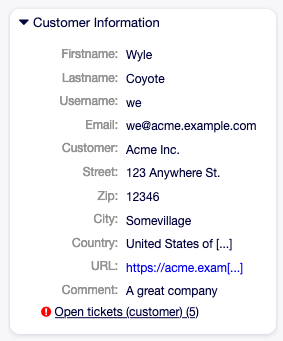 Customer Information
Firstname: Wyle
Lastname: Coyote
Username: we
Email: we@acme.example.com
Customer: Acme Inc.
Street: 123 Anywhere St.
Zip: 12346
City: Somevillage
Country: United States of [...]
URL: https://acme.exam[...]
Comment: A great company
Open tickets (customer) (5)